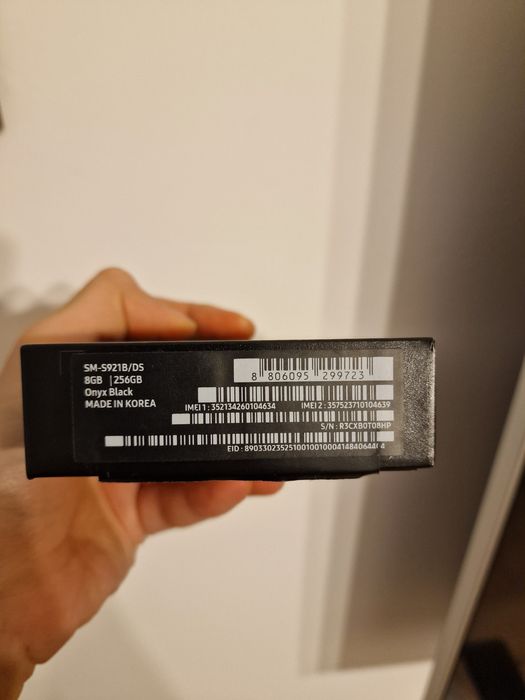 SM-S921B/DS
8GB | 256GB
Onyx Black
MADE IN KOREA
8 806095 299723
IMEI 1 : 352134260104634 IMEI 2 : 357523710104639
S/N : R3CXB0T08HP
EID :